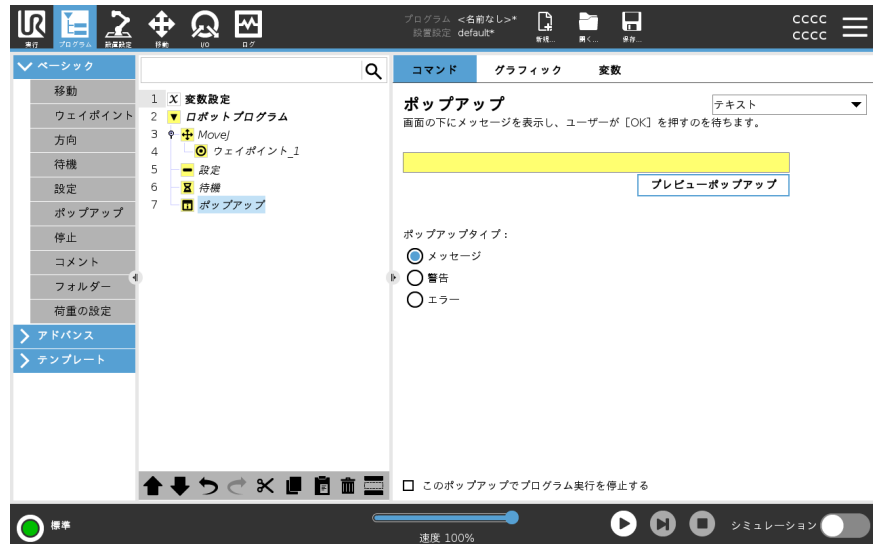 プログラム <名前なし>*
設置設定 default*
CCCC
CCCC
実行 プログラム 設置設定 移動 I/O ログ 新規... 開く... 保存...
ベーシック
移動
ウェイポイント
方向
待機
設定
ポップアップ
停止
コメント
フォルダー
荷重の設定
アドバンス
テンプレート
1 X 変数設定
2 ロボットプログラム
3 MoveJ
4 ウェイポイント_1
5 設定
6 待機
7 ポップアップ
コマンド グラフィック 変数
ポップアップ
テキスト
画面の下にメッセージを表示し、ユーザーが［OK］を押すのを待ちます。
プレビューポップアップ
ポップアップタイプ：
メッセージ
警告
エラー
このポップアップでプログラム実行を停止する
標準
速度 100%
シミュレーション